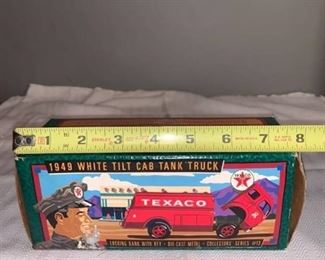 1 2 3 4 5 6 7 8
1949 WHITE TILT CAB TANK TRUCK
TEXACO
LOCKING BANK WITH KEY · DIE CAST METAL · COLLECTORS' SERIES #13